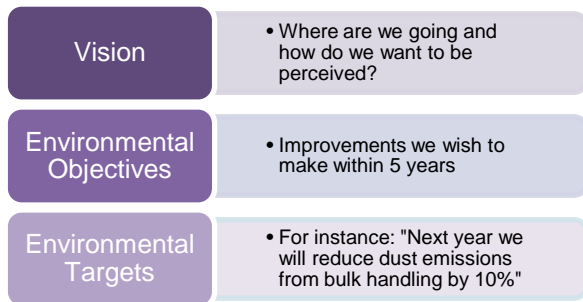 Vision
• Where are we going and
how do we want to be
perceived?
Environmental
Objectives
• Improvements we wish to
make within 5 years
Environmental
Targets
• For instance: "Next year we
will reduce dust emissions
from bulk handling by 10%"